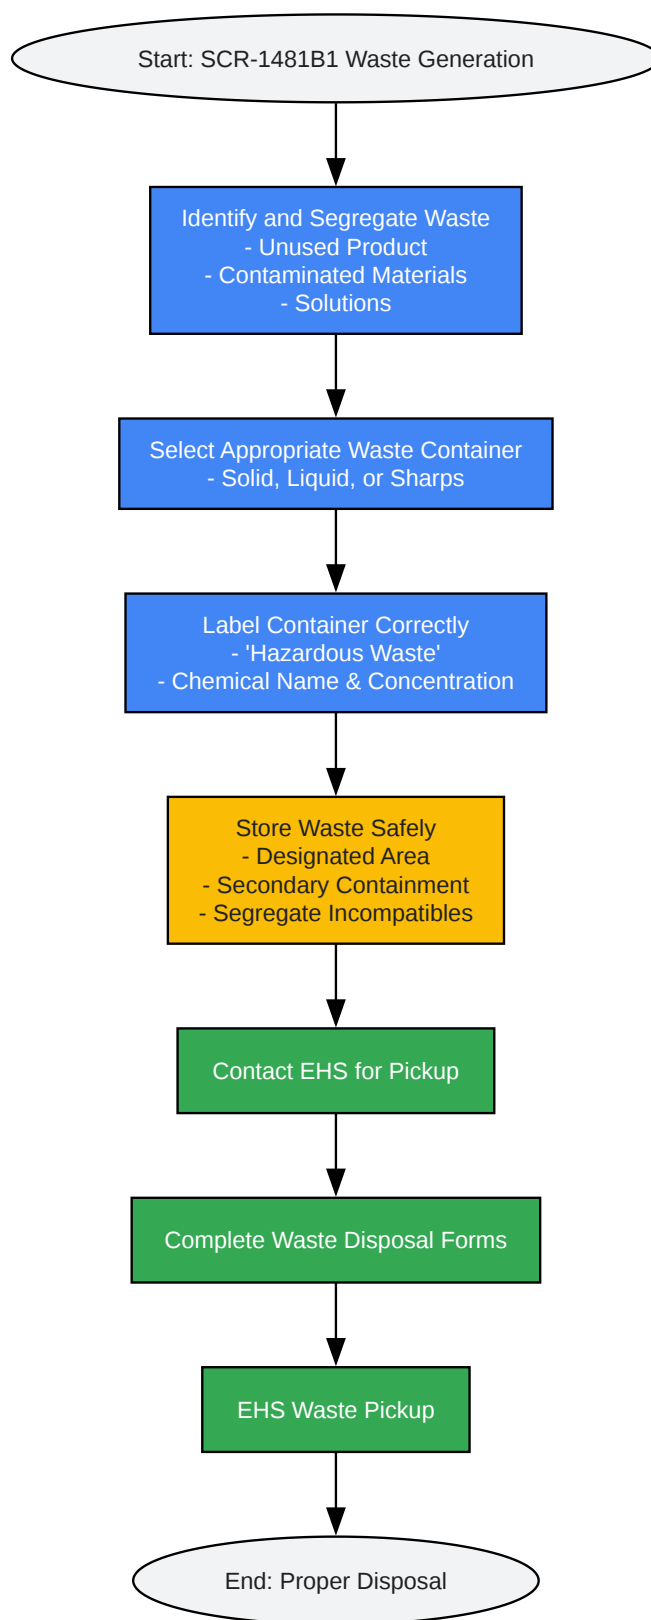 Start: SCR-1481B1 Waste Generation
Identify and Segregate Waste
- Unused Product
- Contaminated Materials
- Solutions
Select Appropriate Waste Container
- Solid, Liquid, or Sharps
Label Container Correctly
- 'Hazardous Waste'
- Chemical Name & Concentration
Store Waste Safely
- Designated Area
- Secondary Containment
- Segregate Incompatibles
Contact EHS for Pickup
Complete Waste Disposal Forms
EHS Waste Pickup
End: Proper Disposal